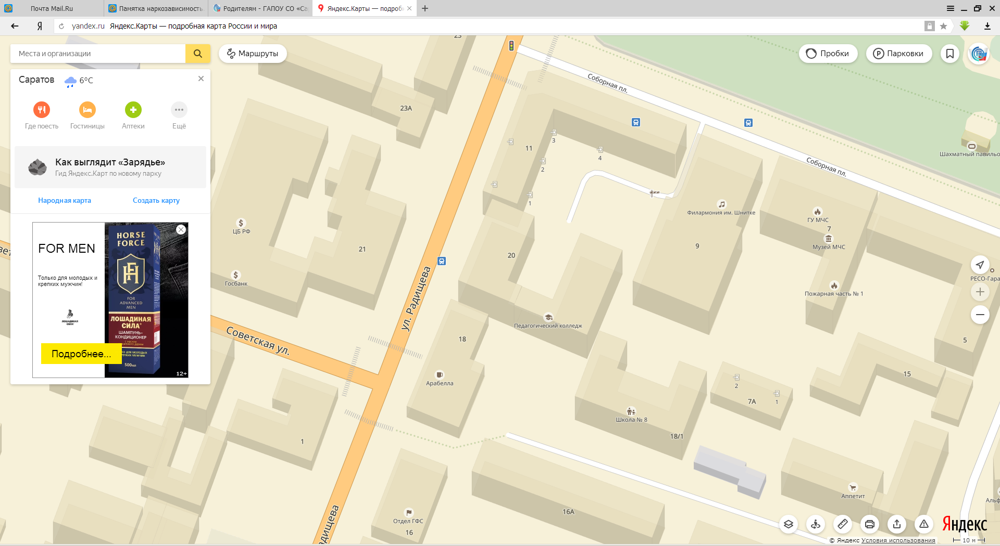 Почта Mail.Ru
Памятка наркозависимость.
Родителям - ГАПОУ СО «Са
Яндекс.Карты — подробн
yandex.ru Яндекс.Карты — подробная карта России и мира
Места и организации
Маршруты
Пробки
Парковки
Саратов 6°C
Где поесть
Гостиницы
Аптеки
Ещё
Как выглядит «Зарядье»
Гид Яндекс.Карт по новому парку
Народная карта
Создать карту
FOR MEN
Только для молодых и
крепких мужчин!
ЛОШАДИНАЯ
СИЛА
Подробнее...
HORSE
FORCE
FOR
ADVANCED
MEN
ЛОШАДИНАЯ
СИЛА
ШАМПУНЬ-
КОНДИЦИОНЕР
500мл
12+
23
23А
Соборная пл.
11
3
2
4
1
Соборная пл.
Шахматный павильо
Филармония им. Шнитке
ГУ МЧС
7
Музей МЧС
ЦБ РФ
21
20
9
Госбанк
ул. Радищева
РЕСО-Гара
Пожарная часть № 1
Педагогический колледж
Советская ул.
18
5
Арабелла
15
2
7А
1
Школа № 8
18/1
1
Аппетит
Альф
16А
Отдел ГФС
16
адищева
Яндекс
© Яндекс Условия использования
10 м